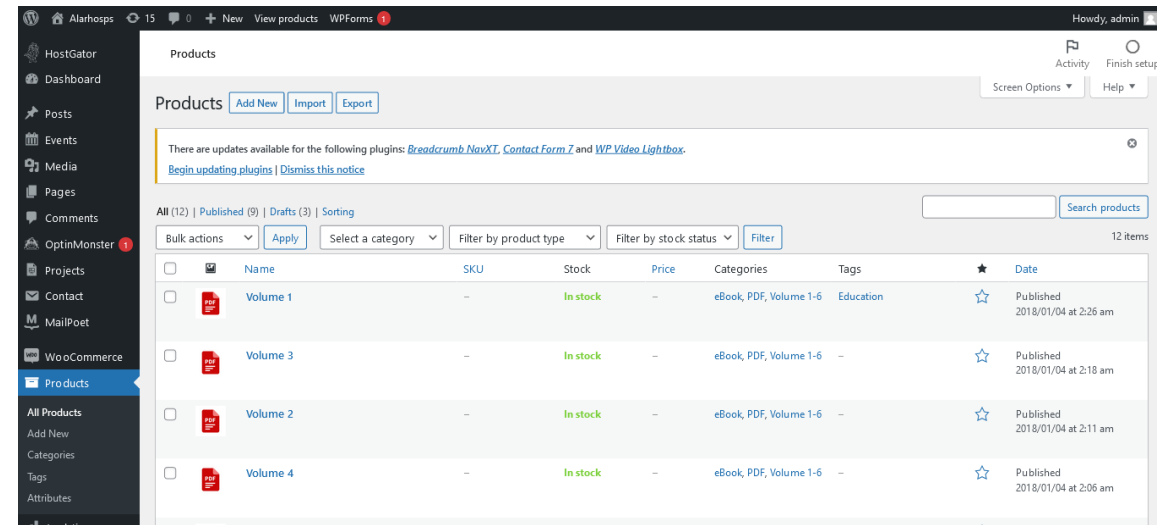 Alarhosps 15 0 New View products WPForms 1 Howdy, admin
HostGator
Dashboard
Posts
Events
Media
Pages
Comments
OptinMonster 1
Projects
Contact
MailPoet
WooCommerce
Products
All Products
Add New
Categories
Tags
Attributes
Products
Activity Finish setup
Screen Options Help
Products Add New Import Export
There are updates available for the following plugins: Breadcrumb NavXT, Contact Form 7 and WP Video Lightbox.
Begin updating plugins | Dismiss this notice
All (12) | Published (9) | Drafts (3) | Sorting
Search products
Bulk actions Apply Select a category Filter by product type Filter by stock status Filter 12 items
Name SKU Stock Price Categories Tags Date
PDF Volume 1 – In stock – eBook, PDF, Volume 1-6 Education Published
2018/01/04 at 2:26 am
PDF Volume 3 – In stock – eBook, PDF, Volume 1-6 – Published
2018/01/04 at 2:18 am
PDF Volume 2 – In stock – eBook, PDF, Volume 1-6 – Published
2018/01/04 at 2:11 am
PDF Volume 4 – In stock – eBook, PDF, Volume 1-6 – Published
2018/01/04 at 2:06 am